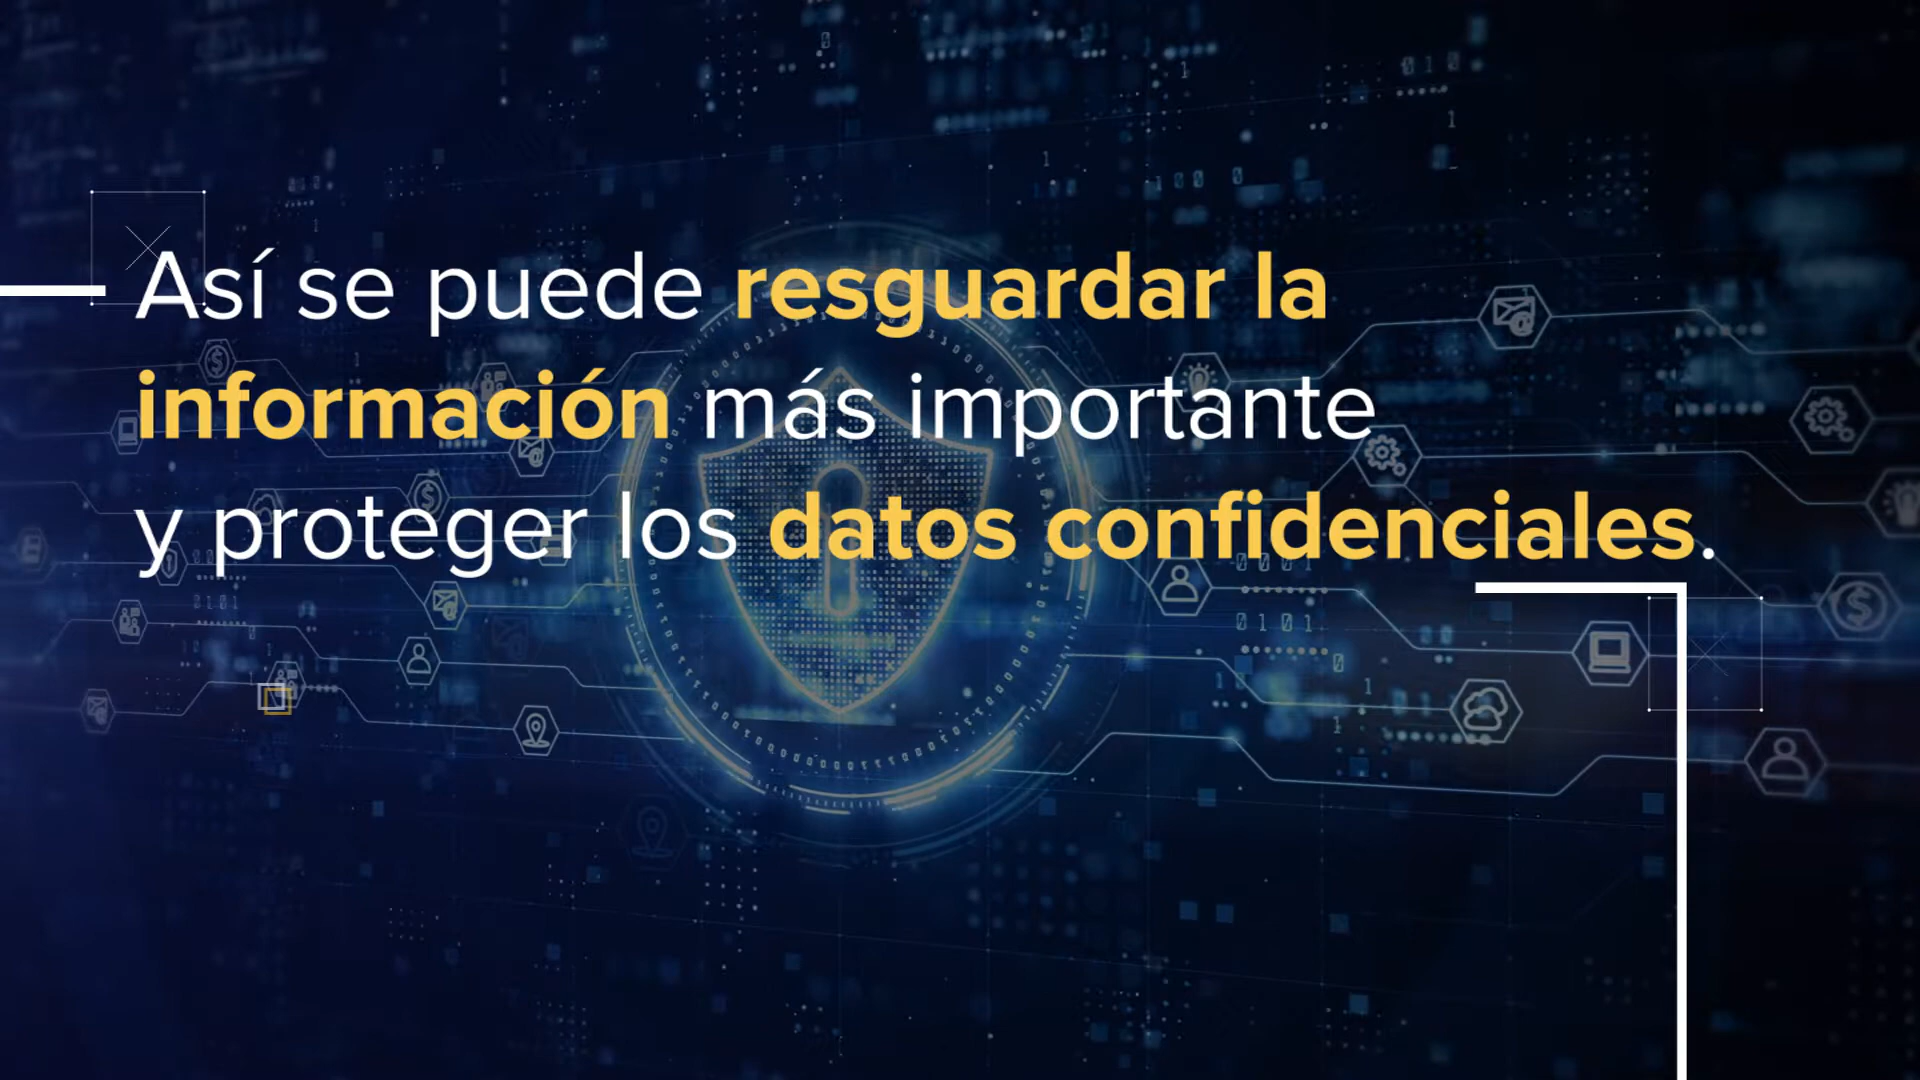 Así se puede resguardar la
información más importante
y proteger los datos confidenciales.